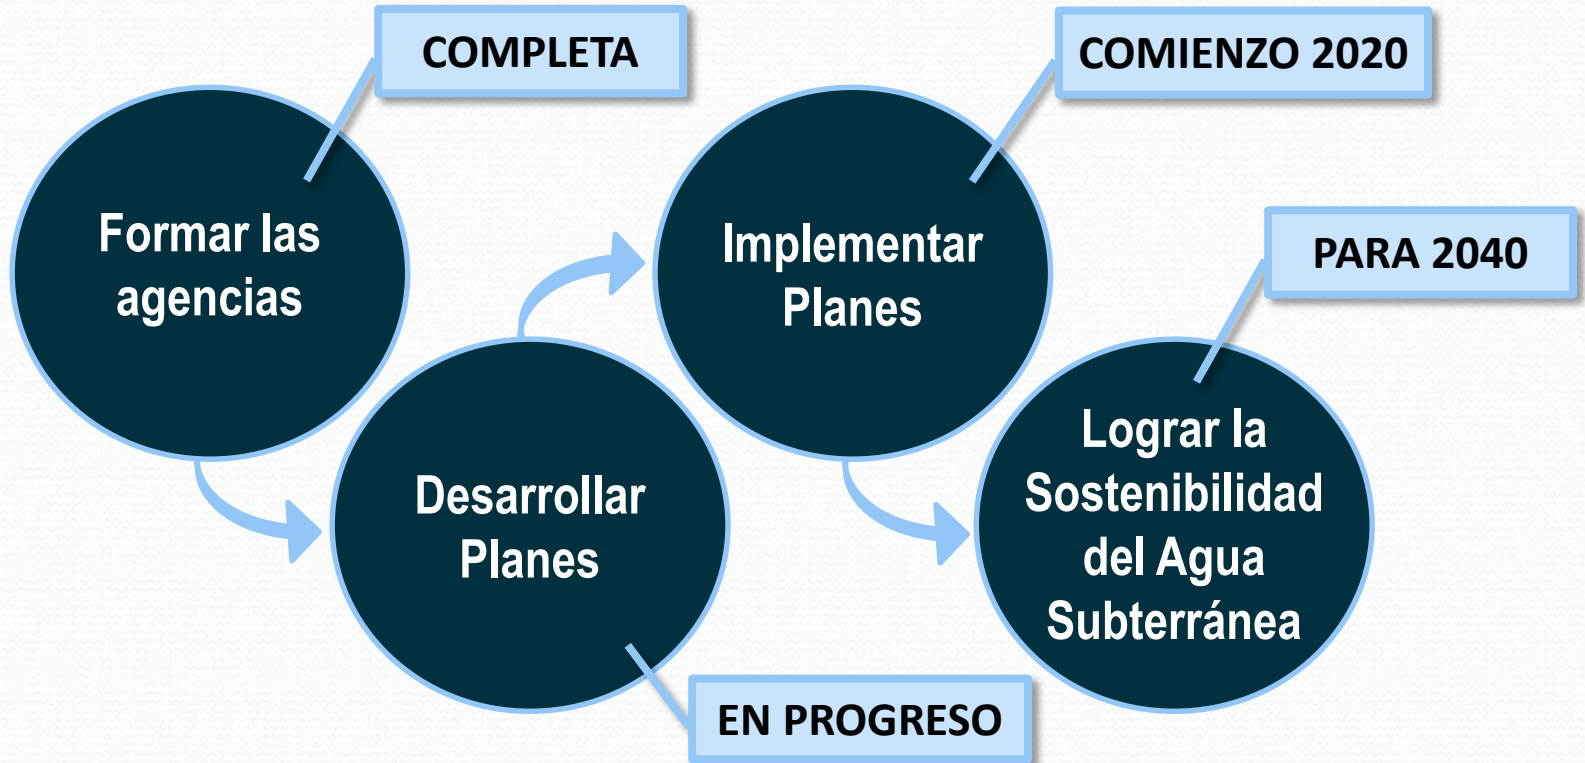 COMPLETA
Formar las
agencias
Desarrollar
Planes
EN PROGRESO
COMIENZO 2020
Implementar
Planes
PARA 2040
Lograr la
Sostenibilidad
del Agua
Subterránea